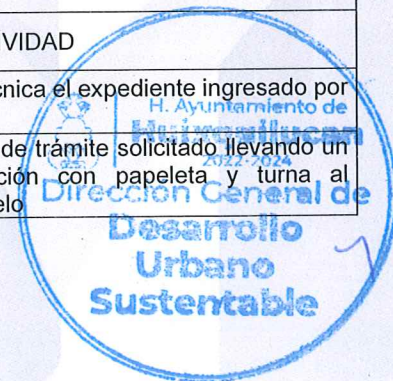 VIDAD
cnica el expediente ingresado por
H. Ayuntamiento de
Huixquilucan
de trámite solicitado llevando un
2022-2024
ción con papeleta y turna al
Dirección General de
elo
Desarrollo
Urbano
Sustentable